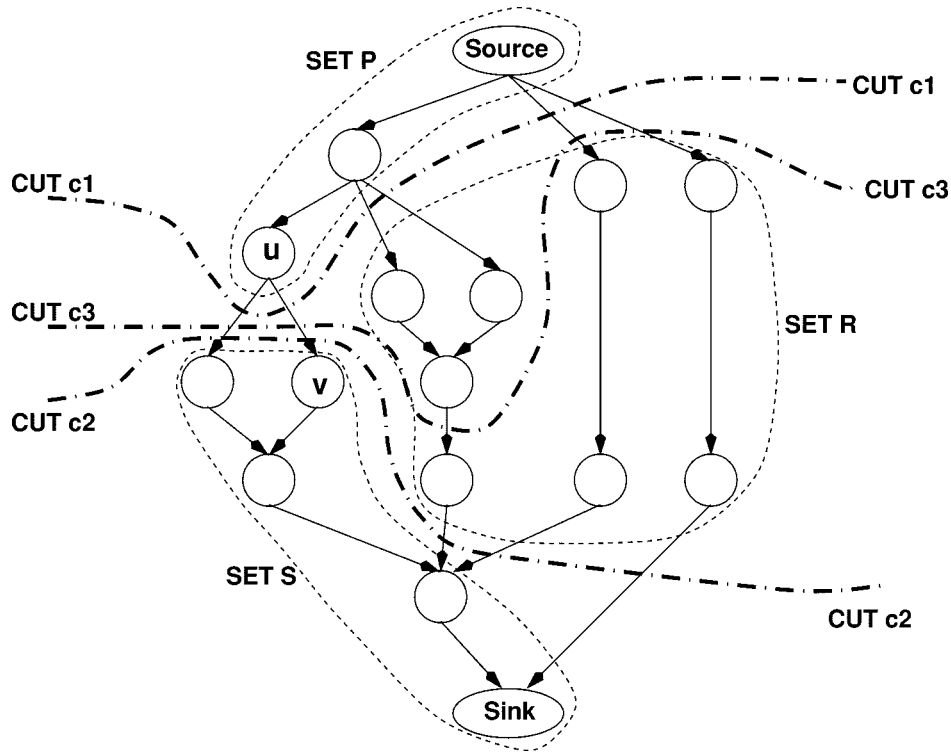 Source
SET P
CUT c1
CUT c1
CUT c3
u
CUT c3
SET R
v
CUT c2
SET S
CUT c2
Sink